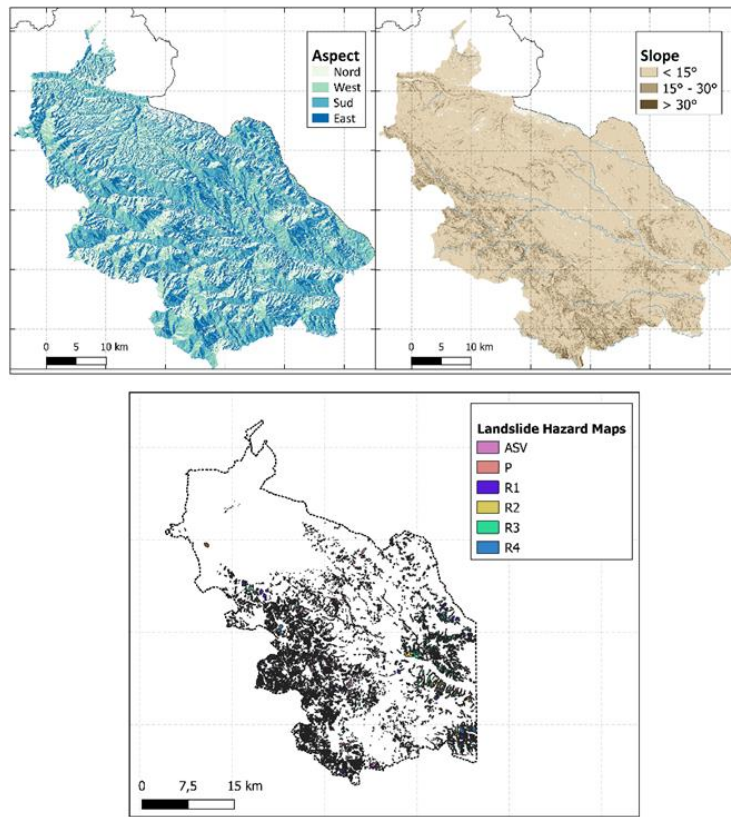 Aspect
Nord
West
Sud
East
0 5 10 km
Slope
< 15°
15° - 30°
> 30°
0 5 10 km
Landslide Hazard Maps
ASV
P
R1
R2
R3
R4
0 7,5 15 km